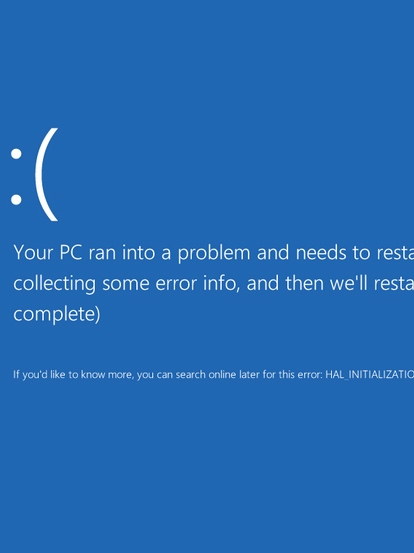 :(
Your PC ran into a problem and needs to resta
collecting some error info, and then we'll resta
complete)
If you'd like to know more, you can search online later for this error: HAL_INITIALIZATIO